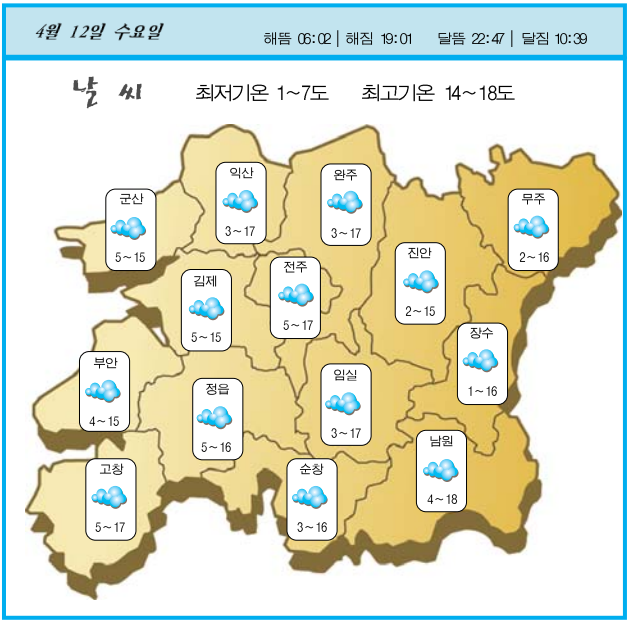 4월 12일 수요일
해뜸 06:02 | 해짐 19:01 달뜸 22:47 | 달짐 10:39
날 씨 최저기온 1~7도 최고기온 14~18도
군산
5~15
익산
3~17
완주
3~17
무주
2~16
김제
5~15
전주
5~17
진안
2~15
장수
1~16
부안
4~15
정읍
5~16
임실
3~17
남원
4~18
고창
5~17
순창
3~16